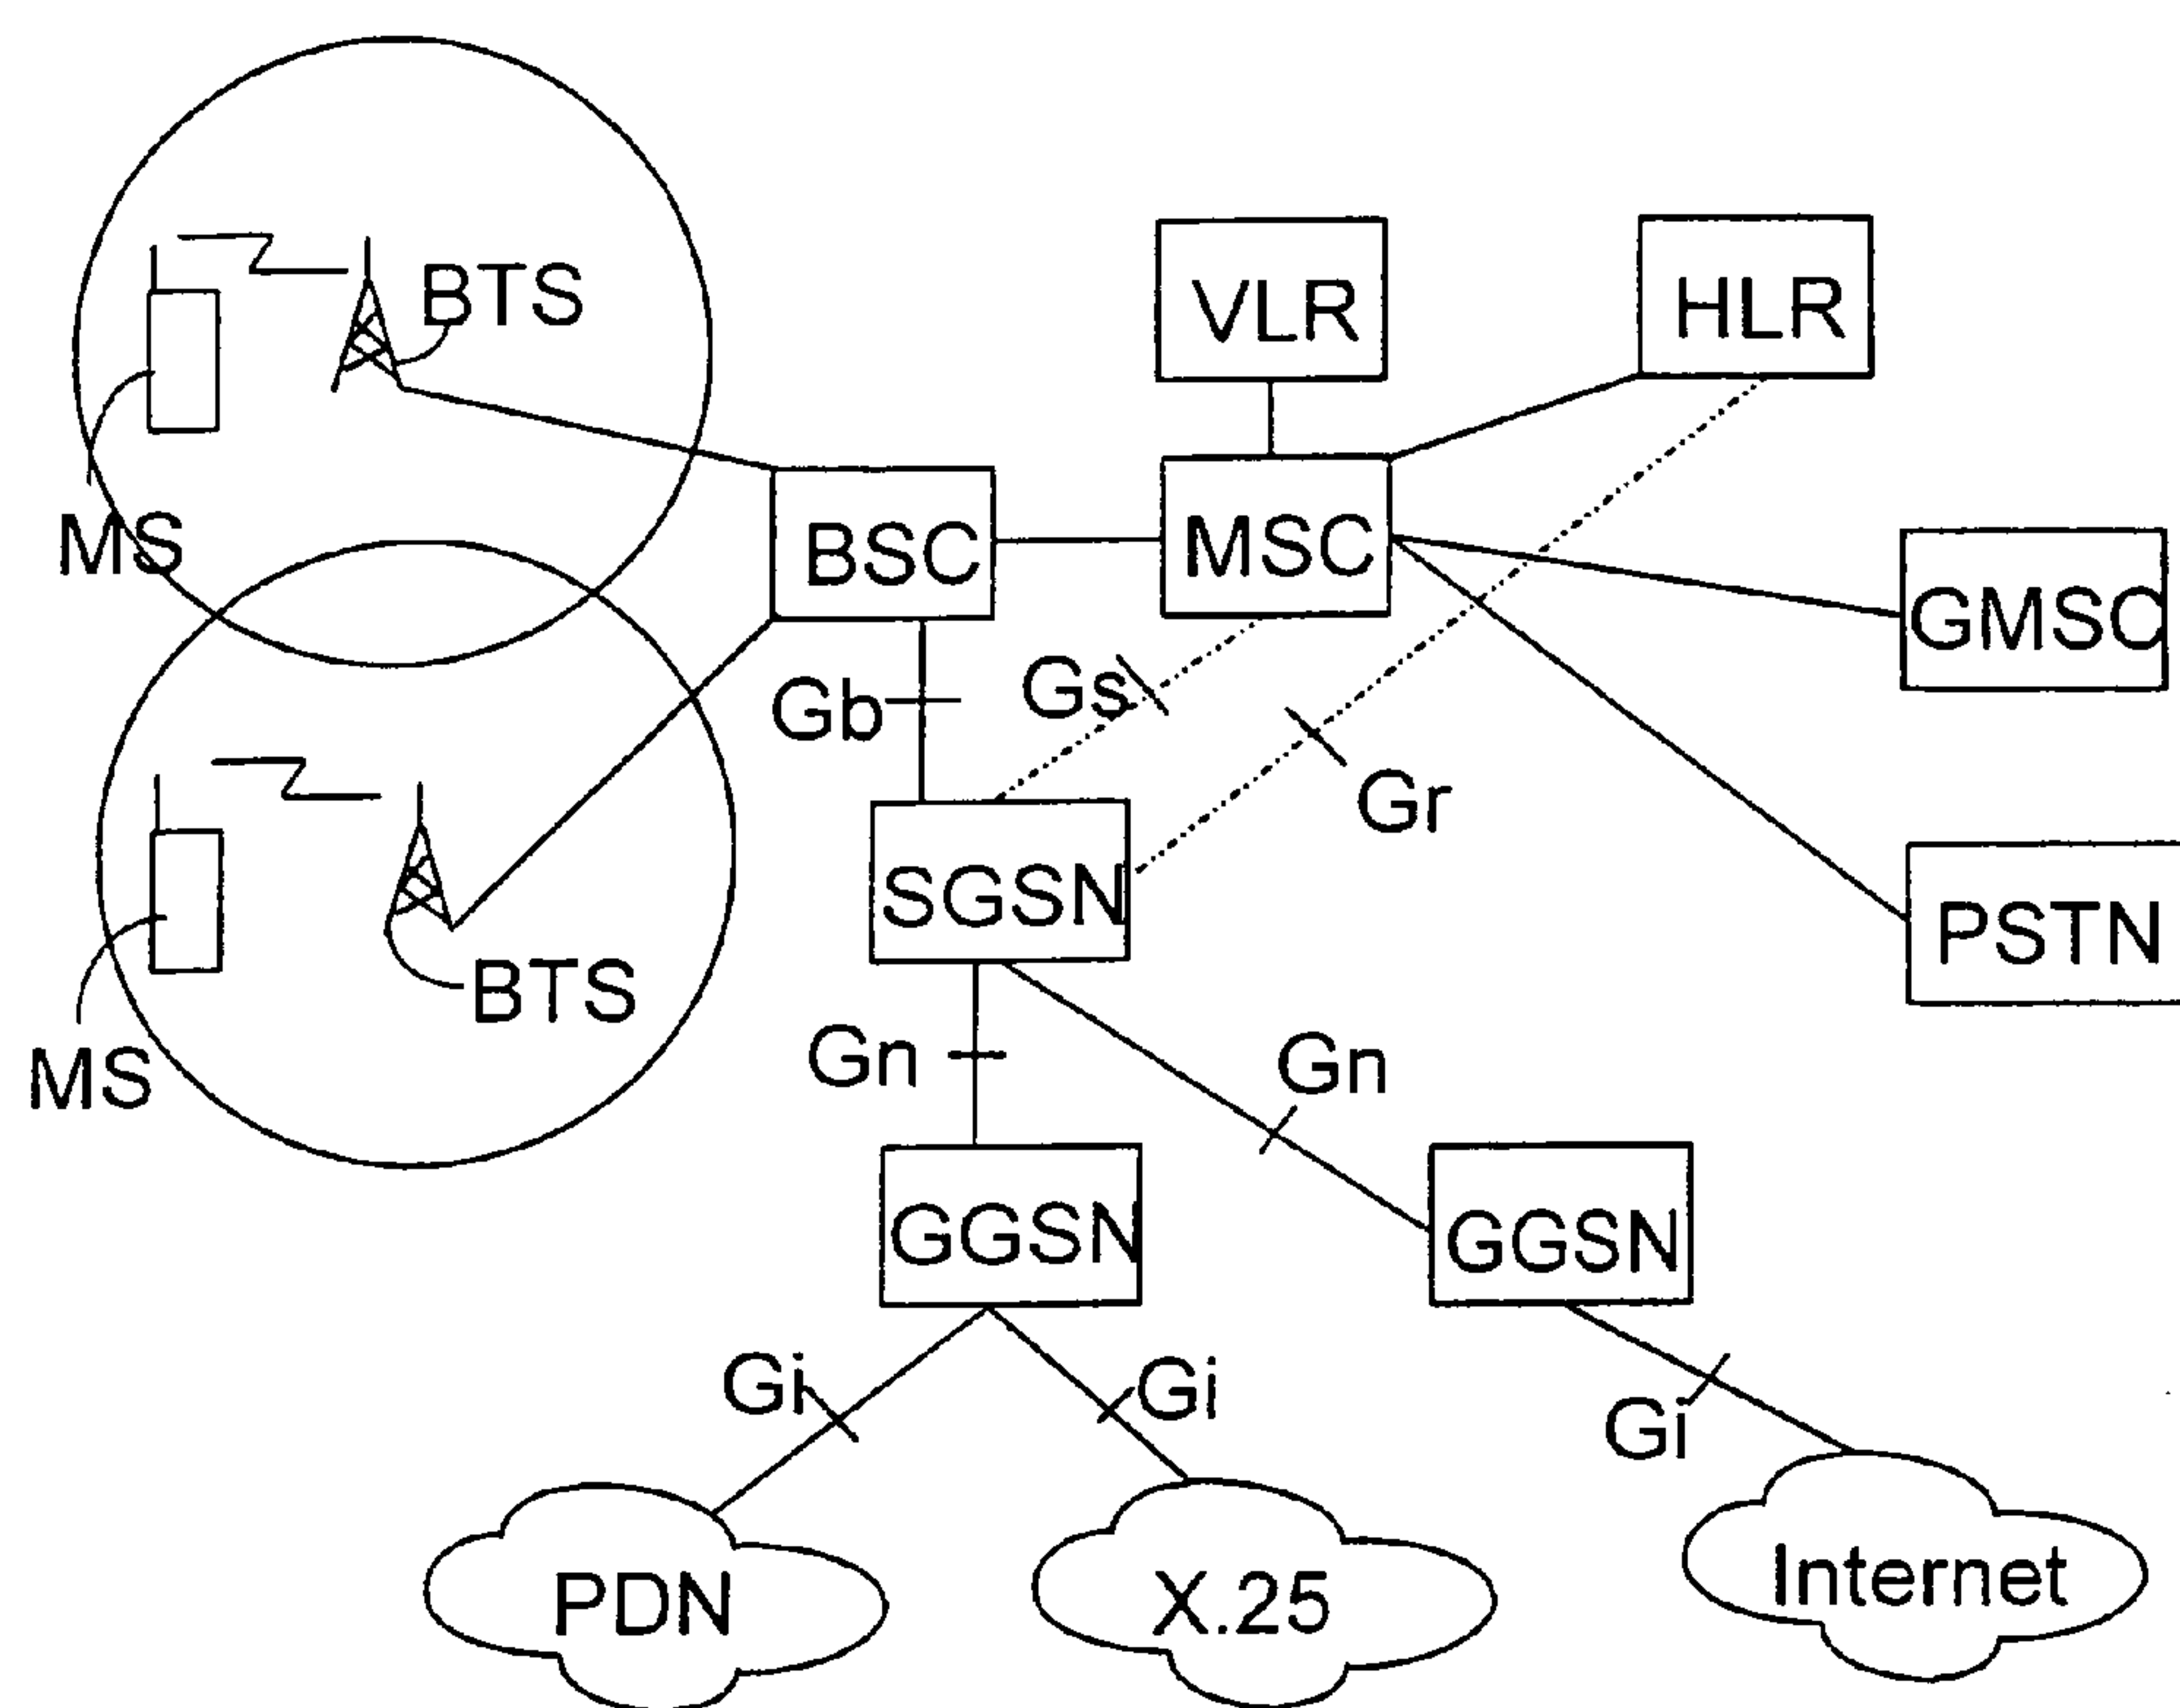 BTS
VLR
HLR
MS
BSC
MSC
GMSC
Gb
Gs
Gr
SGSN
PSTN
BTS
MS
Gn
Gn
GGSN
GGSN
Gi
Gi
Gi
PDN
X.25
Internet